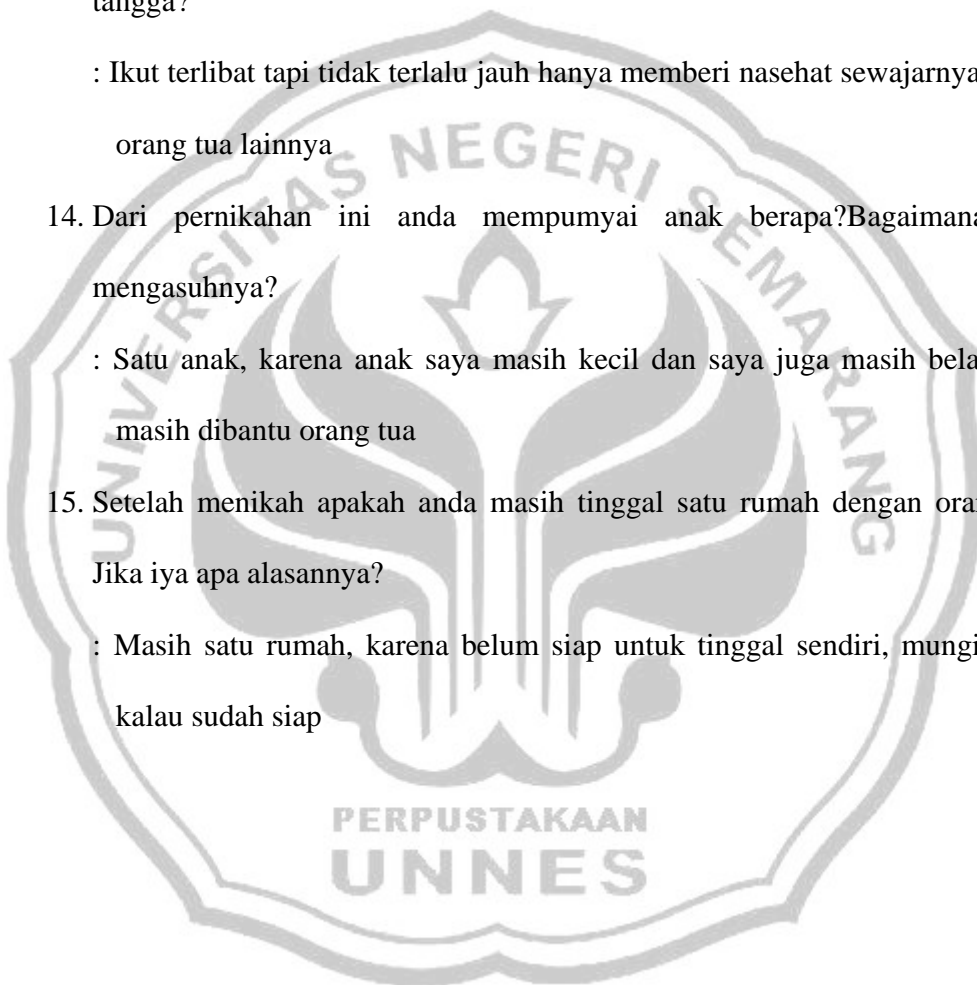 tangga?
: Ikut terlibat tapi tidak terlalu jauh hanya memberi nasehat sewajarnya
orang tua lainnya
14. Dari pernikahan ini anda mempumyai anak berapa?Bagaimana
mengasuhnya?
: Satu anak, karena anak saya masih kecil dan saya juga masih bela
masih dibantu orang tua
15. Setelah menikah apakah anda masih tinggal satu rumah dengan
Jika iya apa alasannya?
: Masih satu rumah, karena belum siap untuk tinggal sendiri,
kalau sudah siap
UNIVERSITAS NEGERI SEMARANG
PERPUSTAKAAN
UNNES